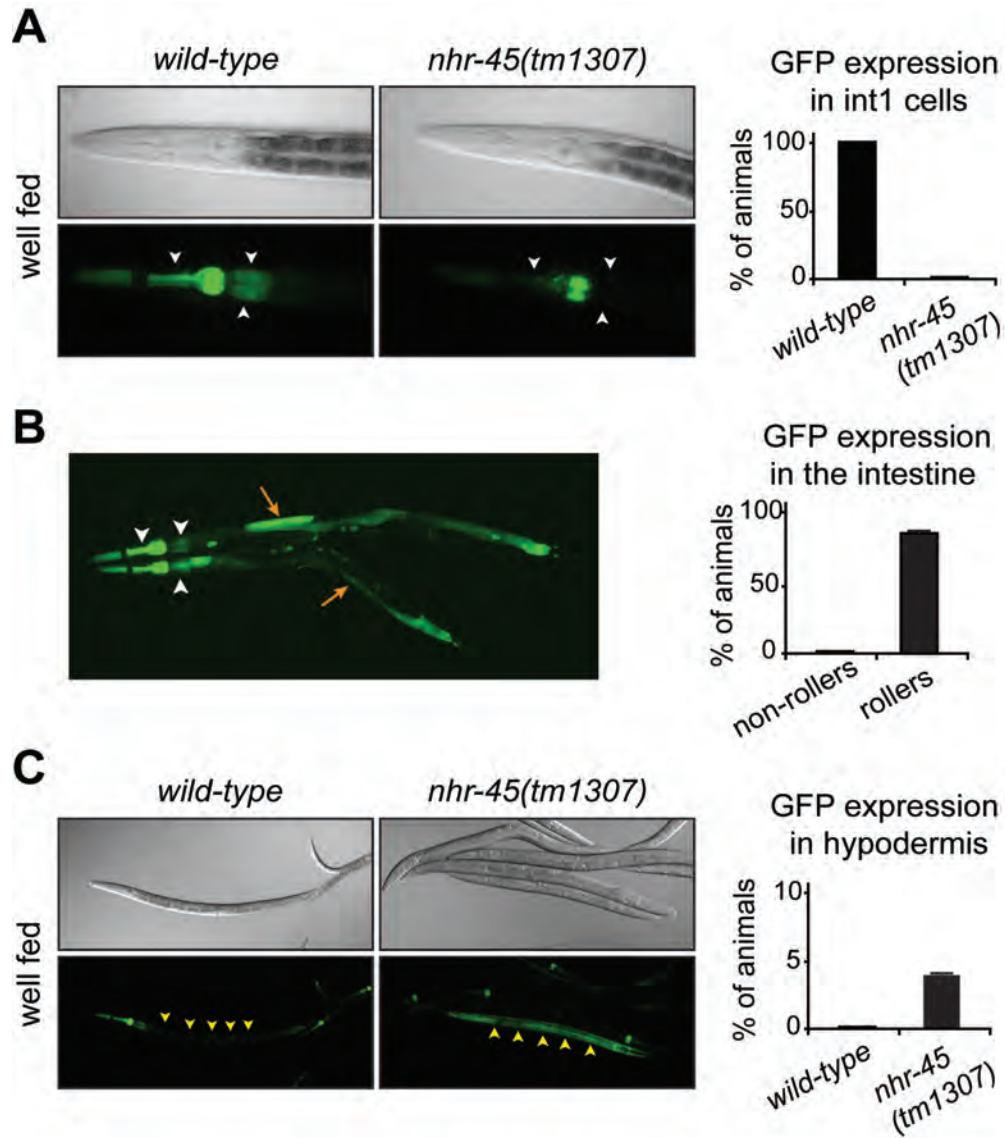 A
wild-type
nhr-45(tm1307)
well fed
GFP expression
in int1 cells
% of animals
100
50
0
wild-type
nhr-45
(tm1307)
B
GFP expression
in the intestine
% of animals
100
50
0
non-rollers
rollers
C
wild-type
nhr-45(tm1307)
well fed
GFP expression
in hypodermis
% of animals
10
5
0
wild-type
nhr-45
(tm1307)